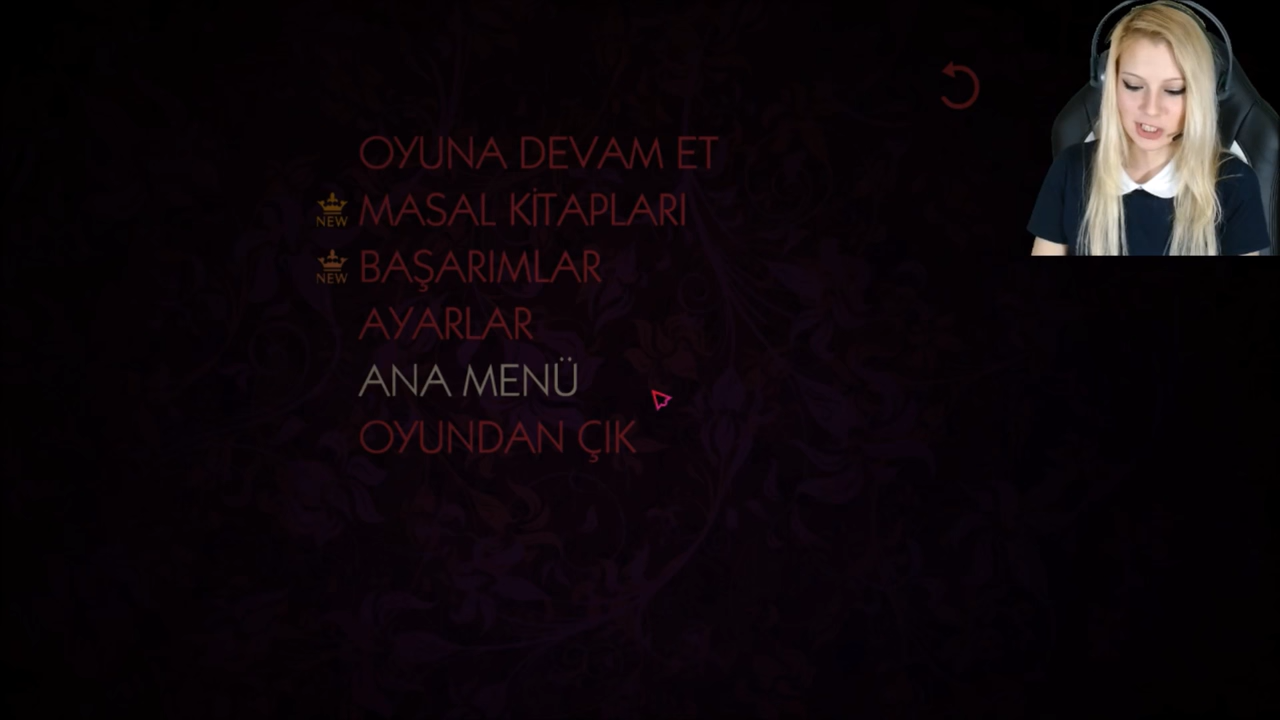 OYUNA DEVAM ET
NEW MASAL KİTAPLARI
NEW BAŞARIMLAR
AYARLAR
ANA MENÜ
OYUNDAN ÇIK